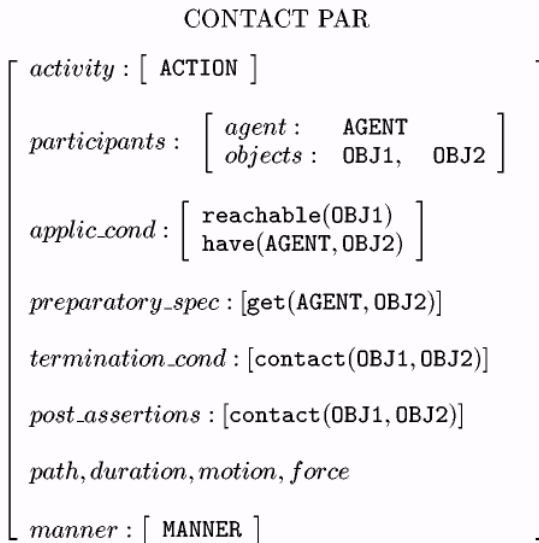 CONTACT PAR
activity : [ ACTION ]
participants : [ agent : AGENT
objects : OBJ1, OBJ2 ]
applic_cond : [ reachable(OBJ1)
have(AGENT, OBJ2) ]
preparatory_spec : [get(AGENT, OBJ2)]
termination_cond : [contact(OBJ1, OBJ2)]
post_assertions : [contact(OBJ1, OBJ2)]
path, duration, motion, force
manner : [ MANNER ]